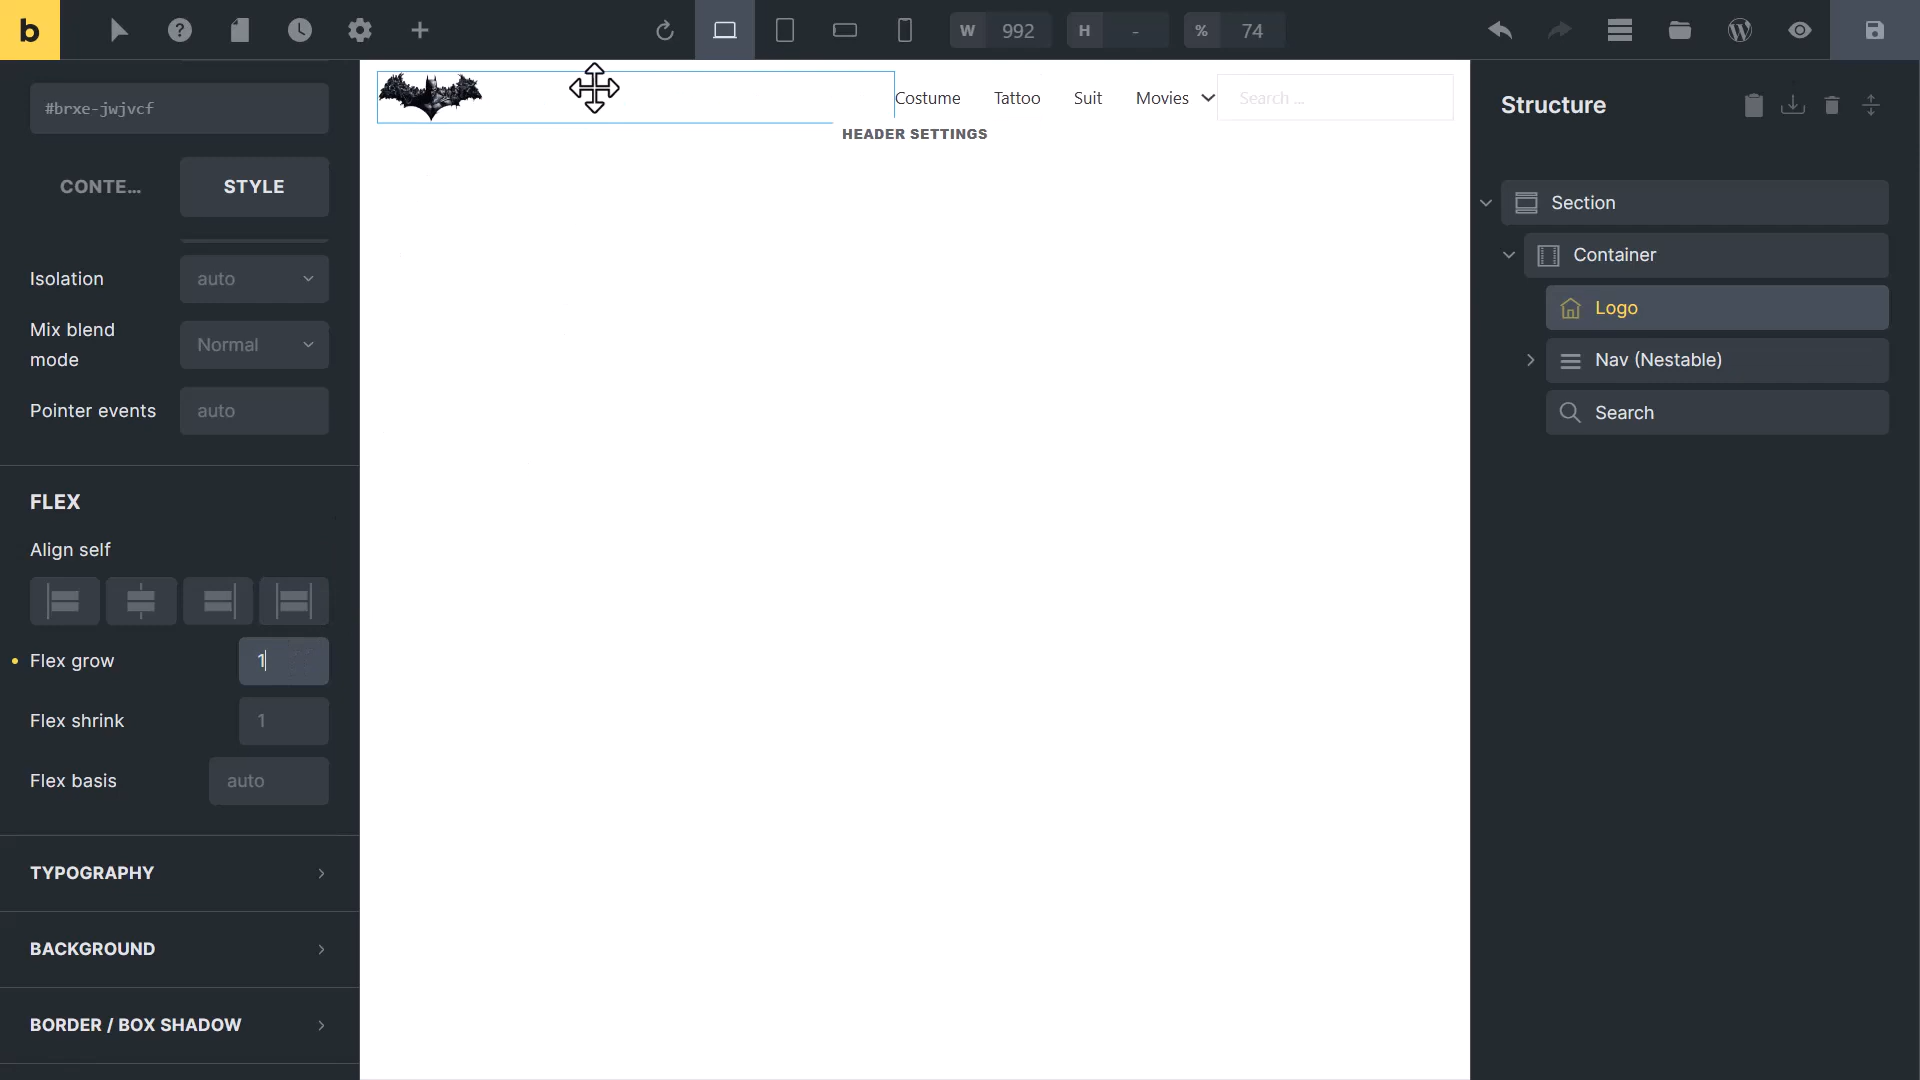 b
W 992 H - % 74
#brxe-jwjvcf
CONTE... STYLE
Isolation auto
Mix blend
mode
Normal
Pointer events auto
FLEX
Align self
Flex grow 1
Flex shrink 1
Flex basis auto
TYPOGRAPHY
BACKGROUND
BORDER / BOX SHADOW
Costume Tattoo Suit Movies Search ...
HEADER SETTINGS
Structure
Section
Container
Logo
Nav (Nestable)
Search